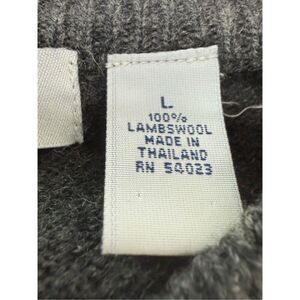 L
100%
LAMBSWOOL
MADE IN
THAILAND
RN 54023